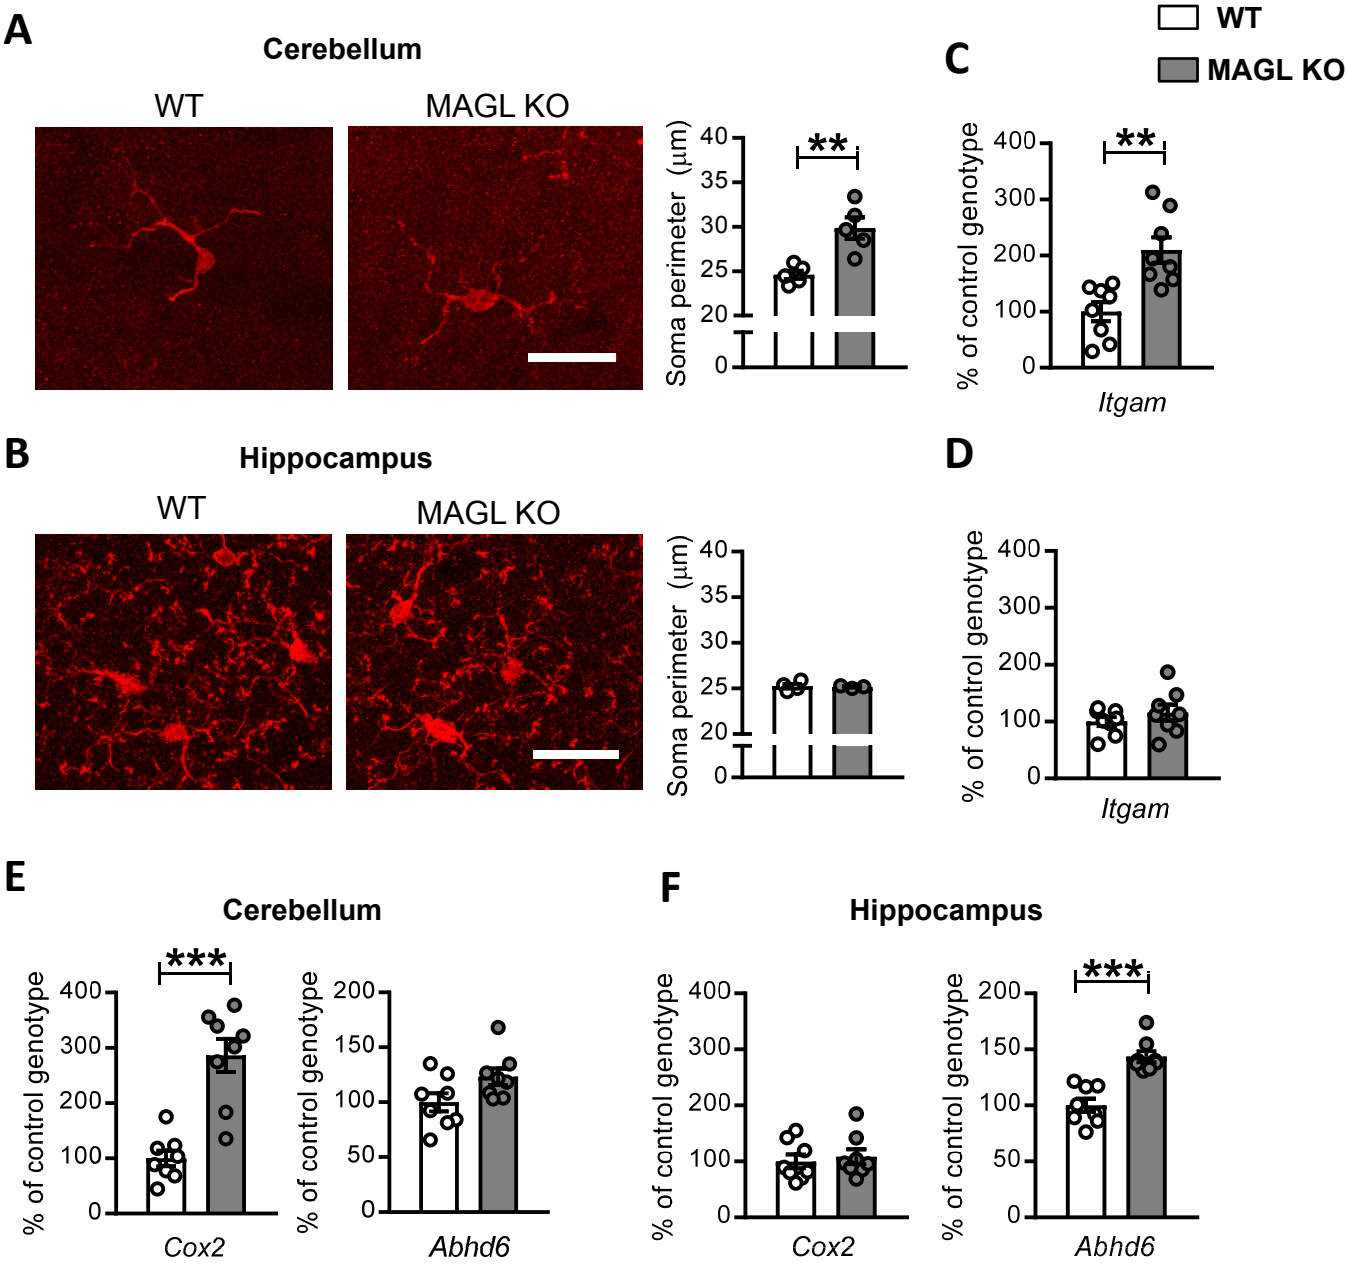 WT
MAGL KO
A
Cerebellum
WT
MAGL KO
Soma perimeter (μm)
40
35
30
25
20
0
**
C
% of control genotype
400
300
200
100
0
**
Itgam
B
Hippocampus
WT
MAGL KO
Soma perimeter (μm)
40
35
30
25
20
0
D
% of control genotype
400
300
200
100
0
Itgam
E
Cerebellum
% of control genotype
400
300
200
100
0
***
Cox2
% of control genotype
200
150
100
50
0
Abhd6
F
Hippocampus
% of control genotype
400
300
200
100
0
Cox2
% of control genotype
200
150
100
50
0
***
Abhd6